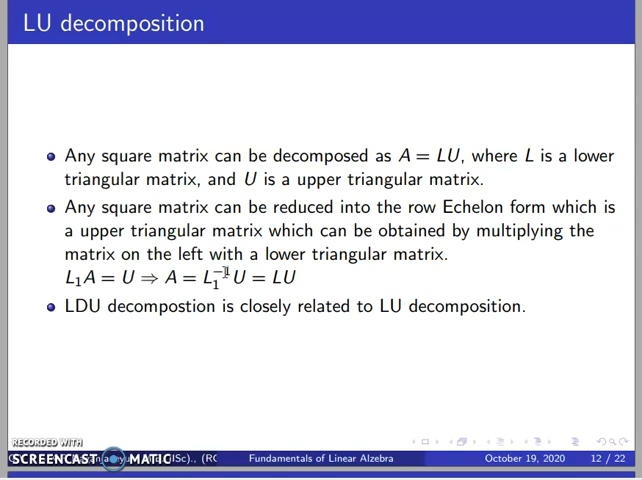 LU decomposition
Any square matrix can be decomposed as A = LU, where L is a lower
triangular matrix, and U is a upper triangular matrix.
Any square matrix can be reduced into the row Echelon form which is
a upper triangular matrix which can be obtained by multiplying the
matrix on the left with a lower triangular matrix.
L₁A = U ⇒ A = L₁⁻¹U = LU
LDU decompostion is closely related to LU decomposition.
RECORDED WITH
SCREENCAST MATIC
Fundamentals of Linear Alzebra
October 19, 2020
12 / 22